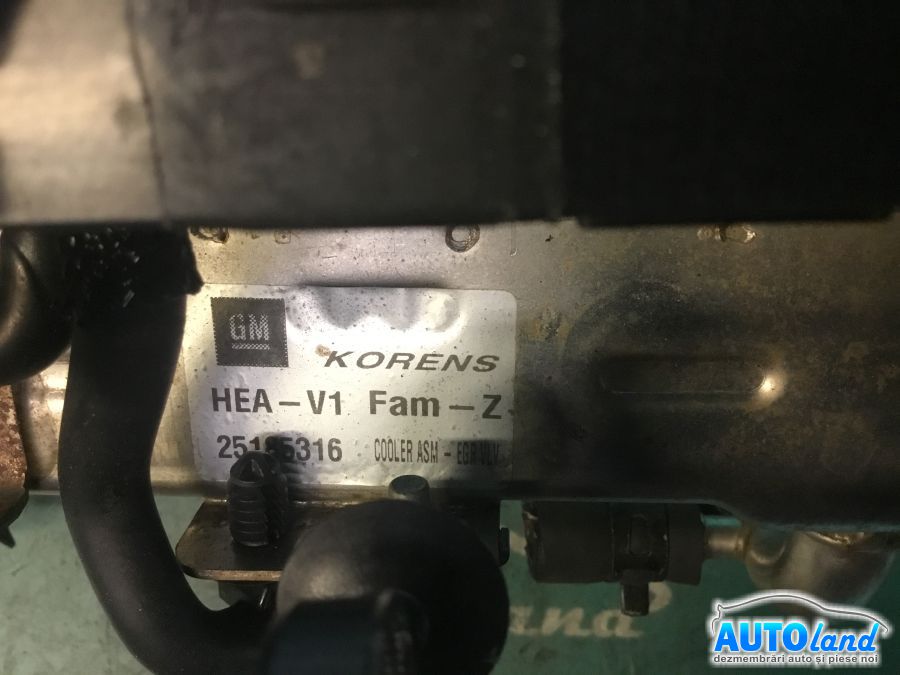 GM
KORENS
HEA-V1 Fam-Z
COOLER ASM - EGR VLV
AUTOland
dezmembrări auto și piese noi